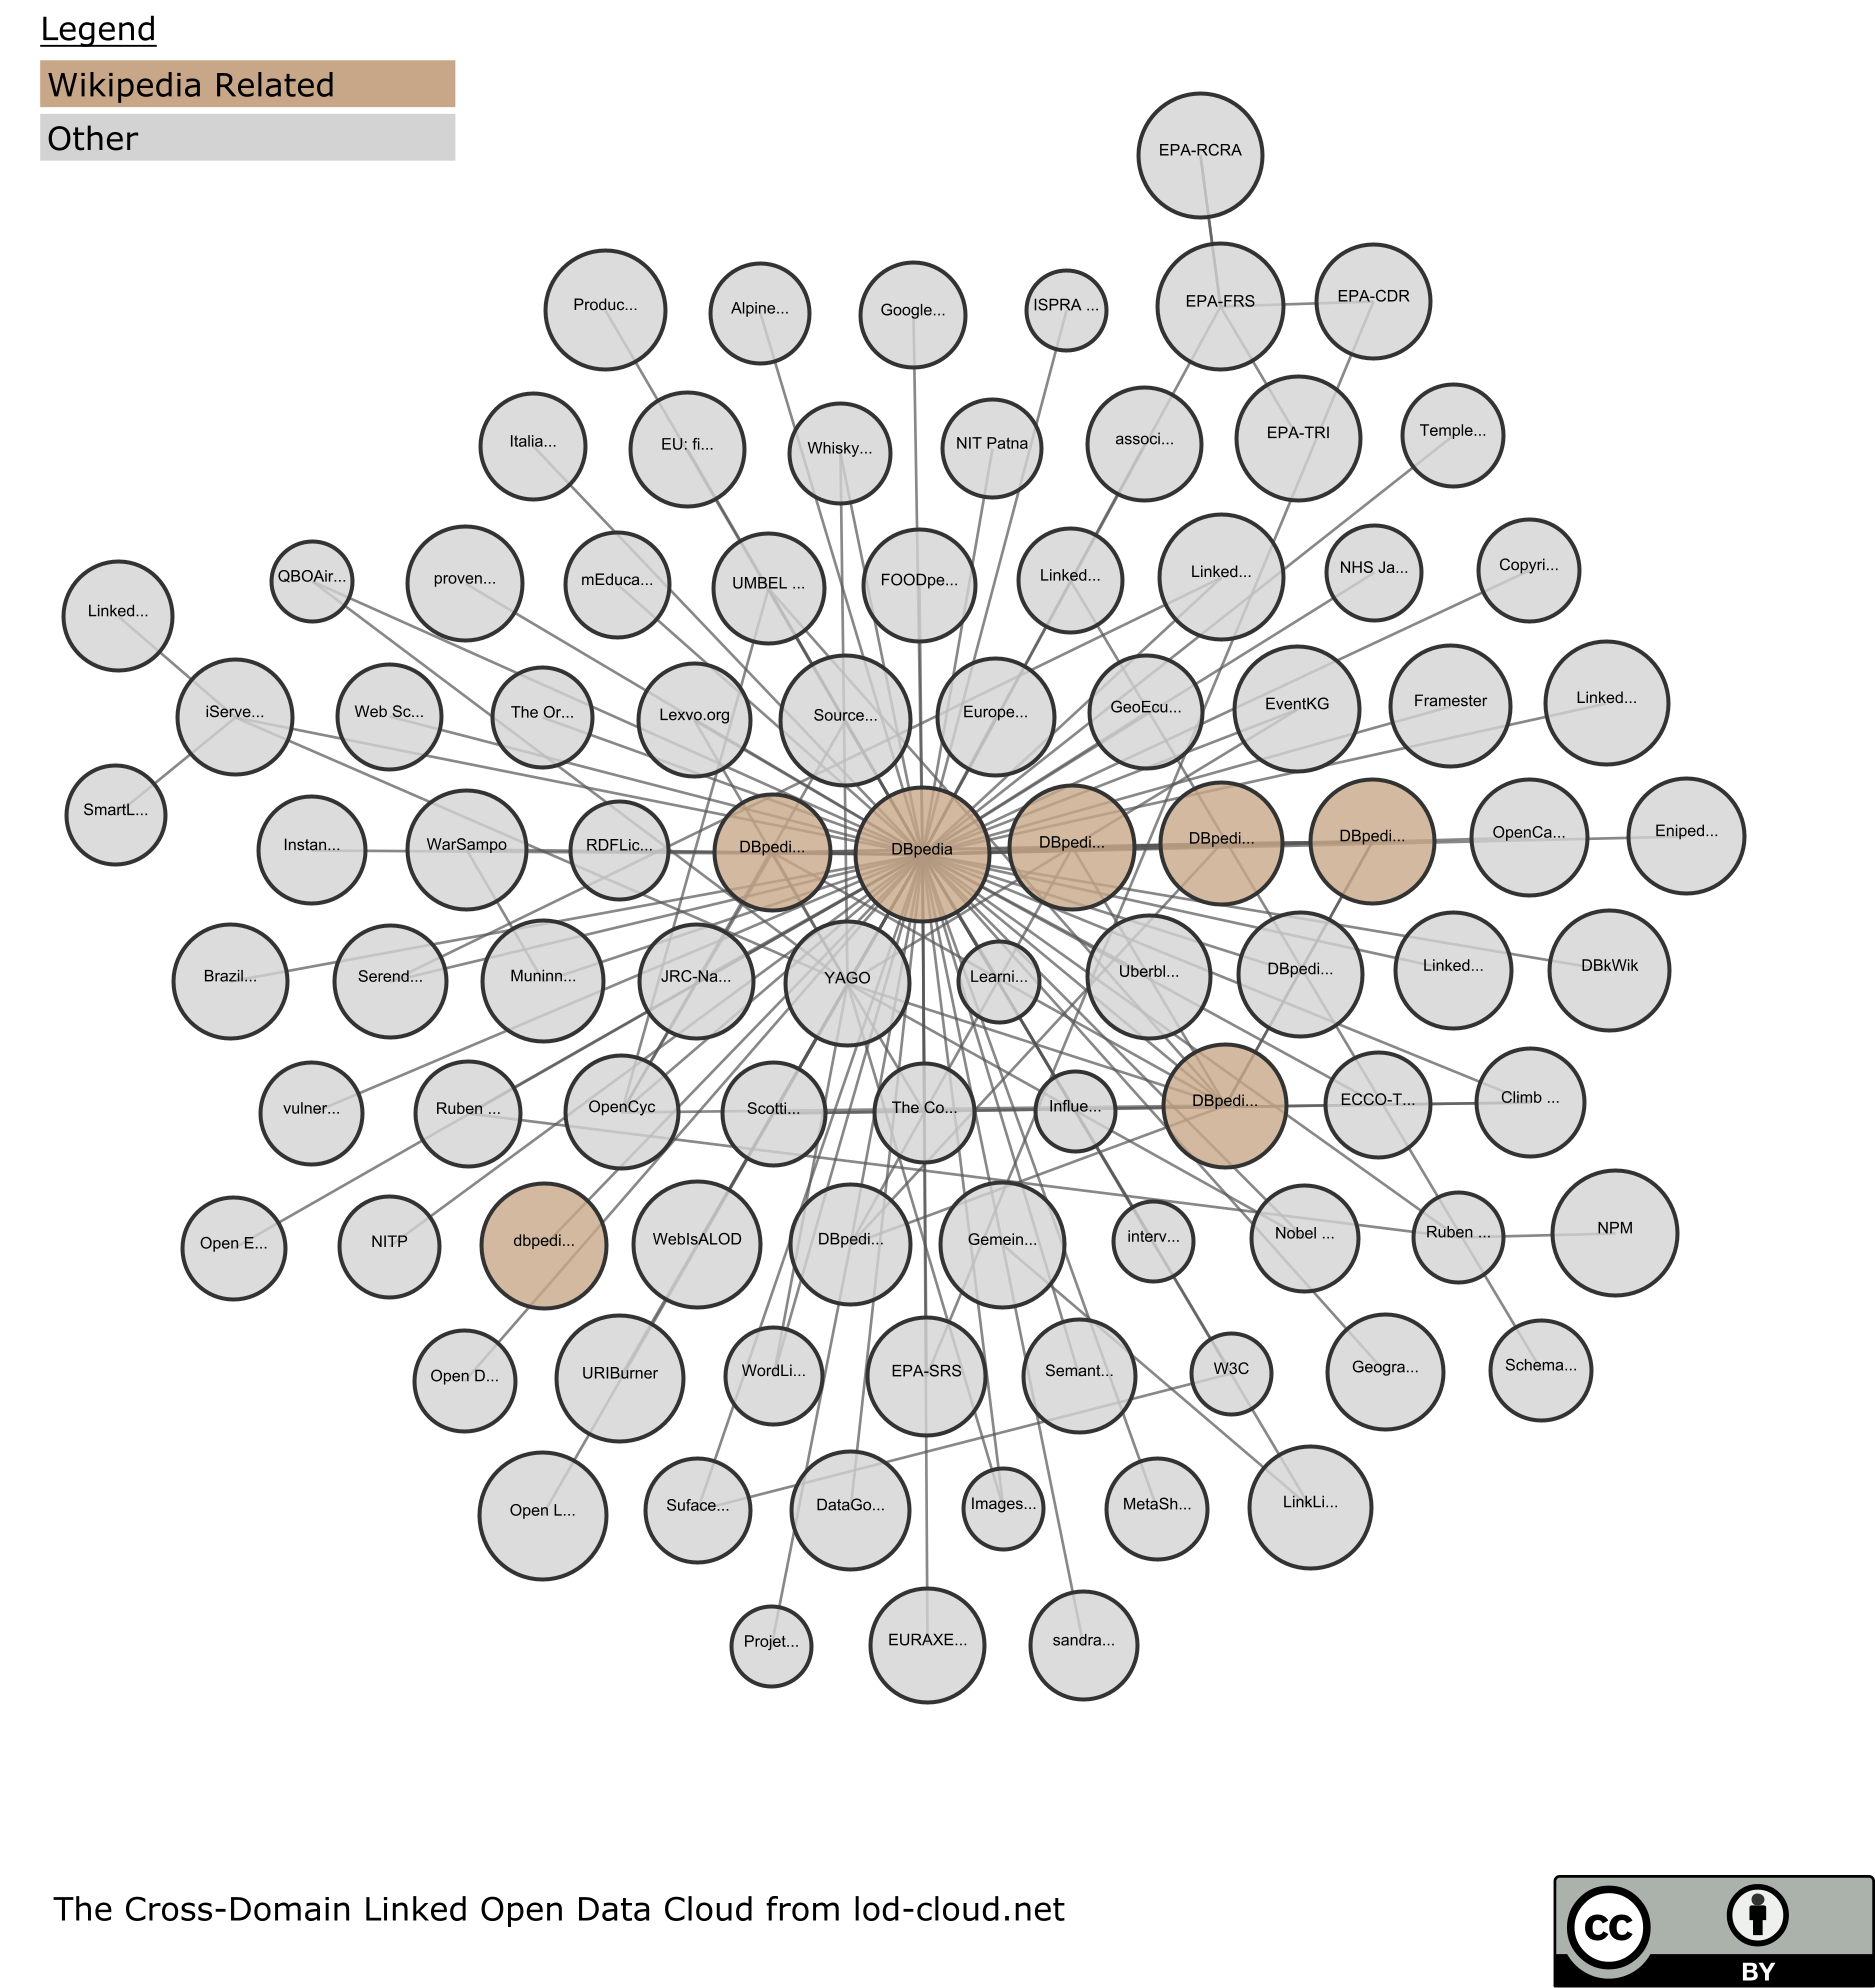 Legend
Wikipedia Related
Other
EPA-RCRA
Produc...
Alpine...
Google...
ISPRA ...
EPA-FRS
EPA-CDR
Italia...
EU: fi...
Whisky...
NIT Patna
associ...
EPA-TRI
Temple...
Linked...
QBOAir...
proven...
mEduca...
UMBEL ...
FOODpe...
Linked...
Linked...
NHS Ja...
Copyri...
iServe...
Web Sc...
The Or...
Lexvo.org
Source...
Europe...
GeoEcu...
EventKG
Framester
Linked...
SmartL...
Instan...
WarSampo
RDFLic...
DBpedi...
DBpedia
DBpedi...
DBpedi...
DBpedi...
OpenCa...
Eniped...
Brazil...
Serend...
Muninn...
JRC-Na...
YAGO
Learni...
Uberbl...
DBpedi...
Linked...
DBkWik
vulner...
Ruben ...
OpenCyc
Scotti...
The Co...
Influe...
DBpedi...
ECCO-T...
Climb ...
Open E...
NITP
dbpedi...
WebIsALOD
DBpedi...
Gemein...
interv...
Nobel ...
Ruben ...
NPM
Open D...
URIBurner
WordLi...
EPA-SRS
Semant...
W3C
Geogra...
Schema...
Open L...
Suface...
DataGo...
Images...
MetaSh...
LinkLi...
Projet...
EURAXE...
sandra...
The Cross-Domain Linked Open Data Cloud from lod-cloud.net
cc
BY